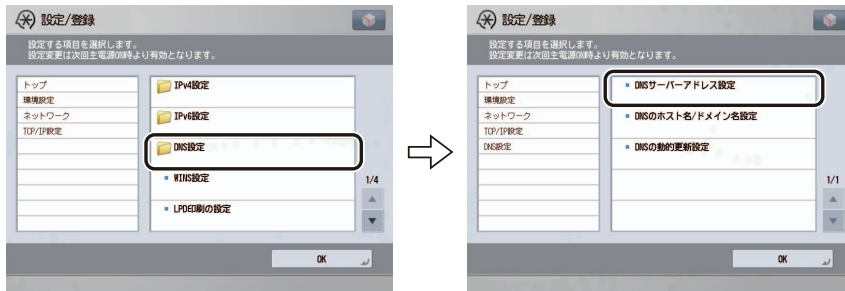 設定/登録
設定する項目を選択します。
設定変更は次回主電源ON時より有効となります。
トップ
環境設定
ネットワーク
TCP/IP設定
IPv4設定
IPv6設定
DNS設定
WINS設定
LPD印刷の設定
1/4
OK
設定/登録
設定する項目を選択します。
設定変更は次回主電源ON時より有効となります。
トップ
環境設定
ネットワーク
TCP/IP設定
DNS設定
DNSサーバーアドレス設定
DNSのホスト名/ドメイン名設定
DNSの動的更新設定
1/1
OK